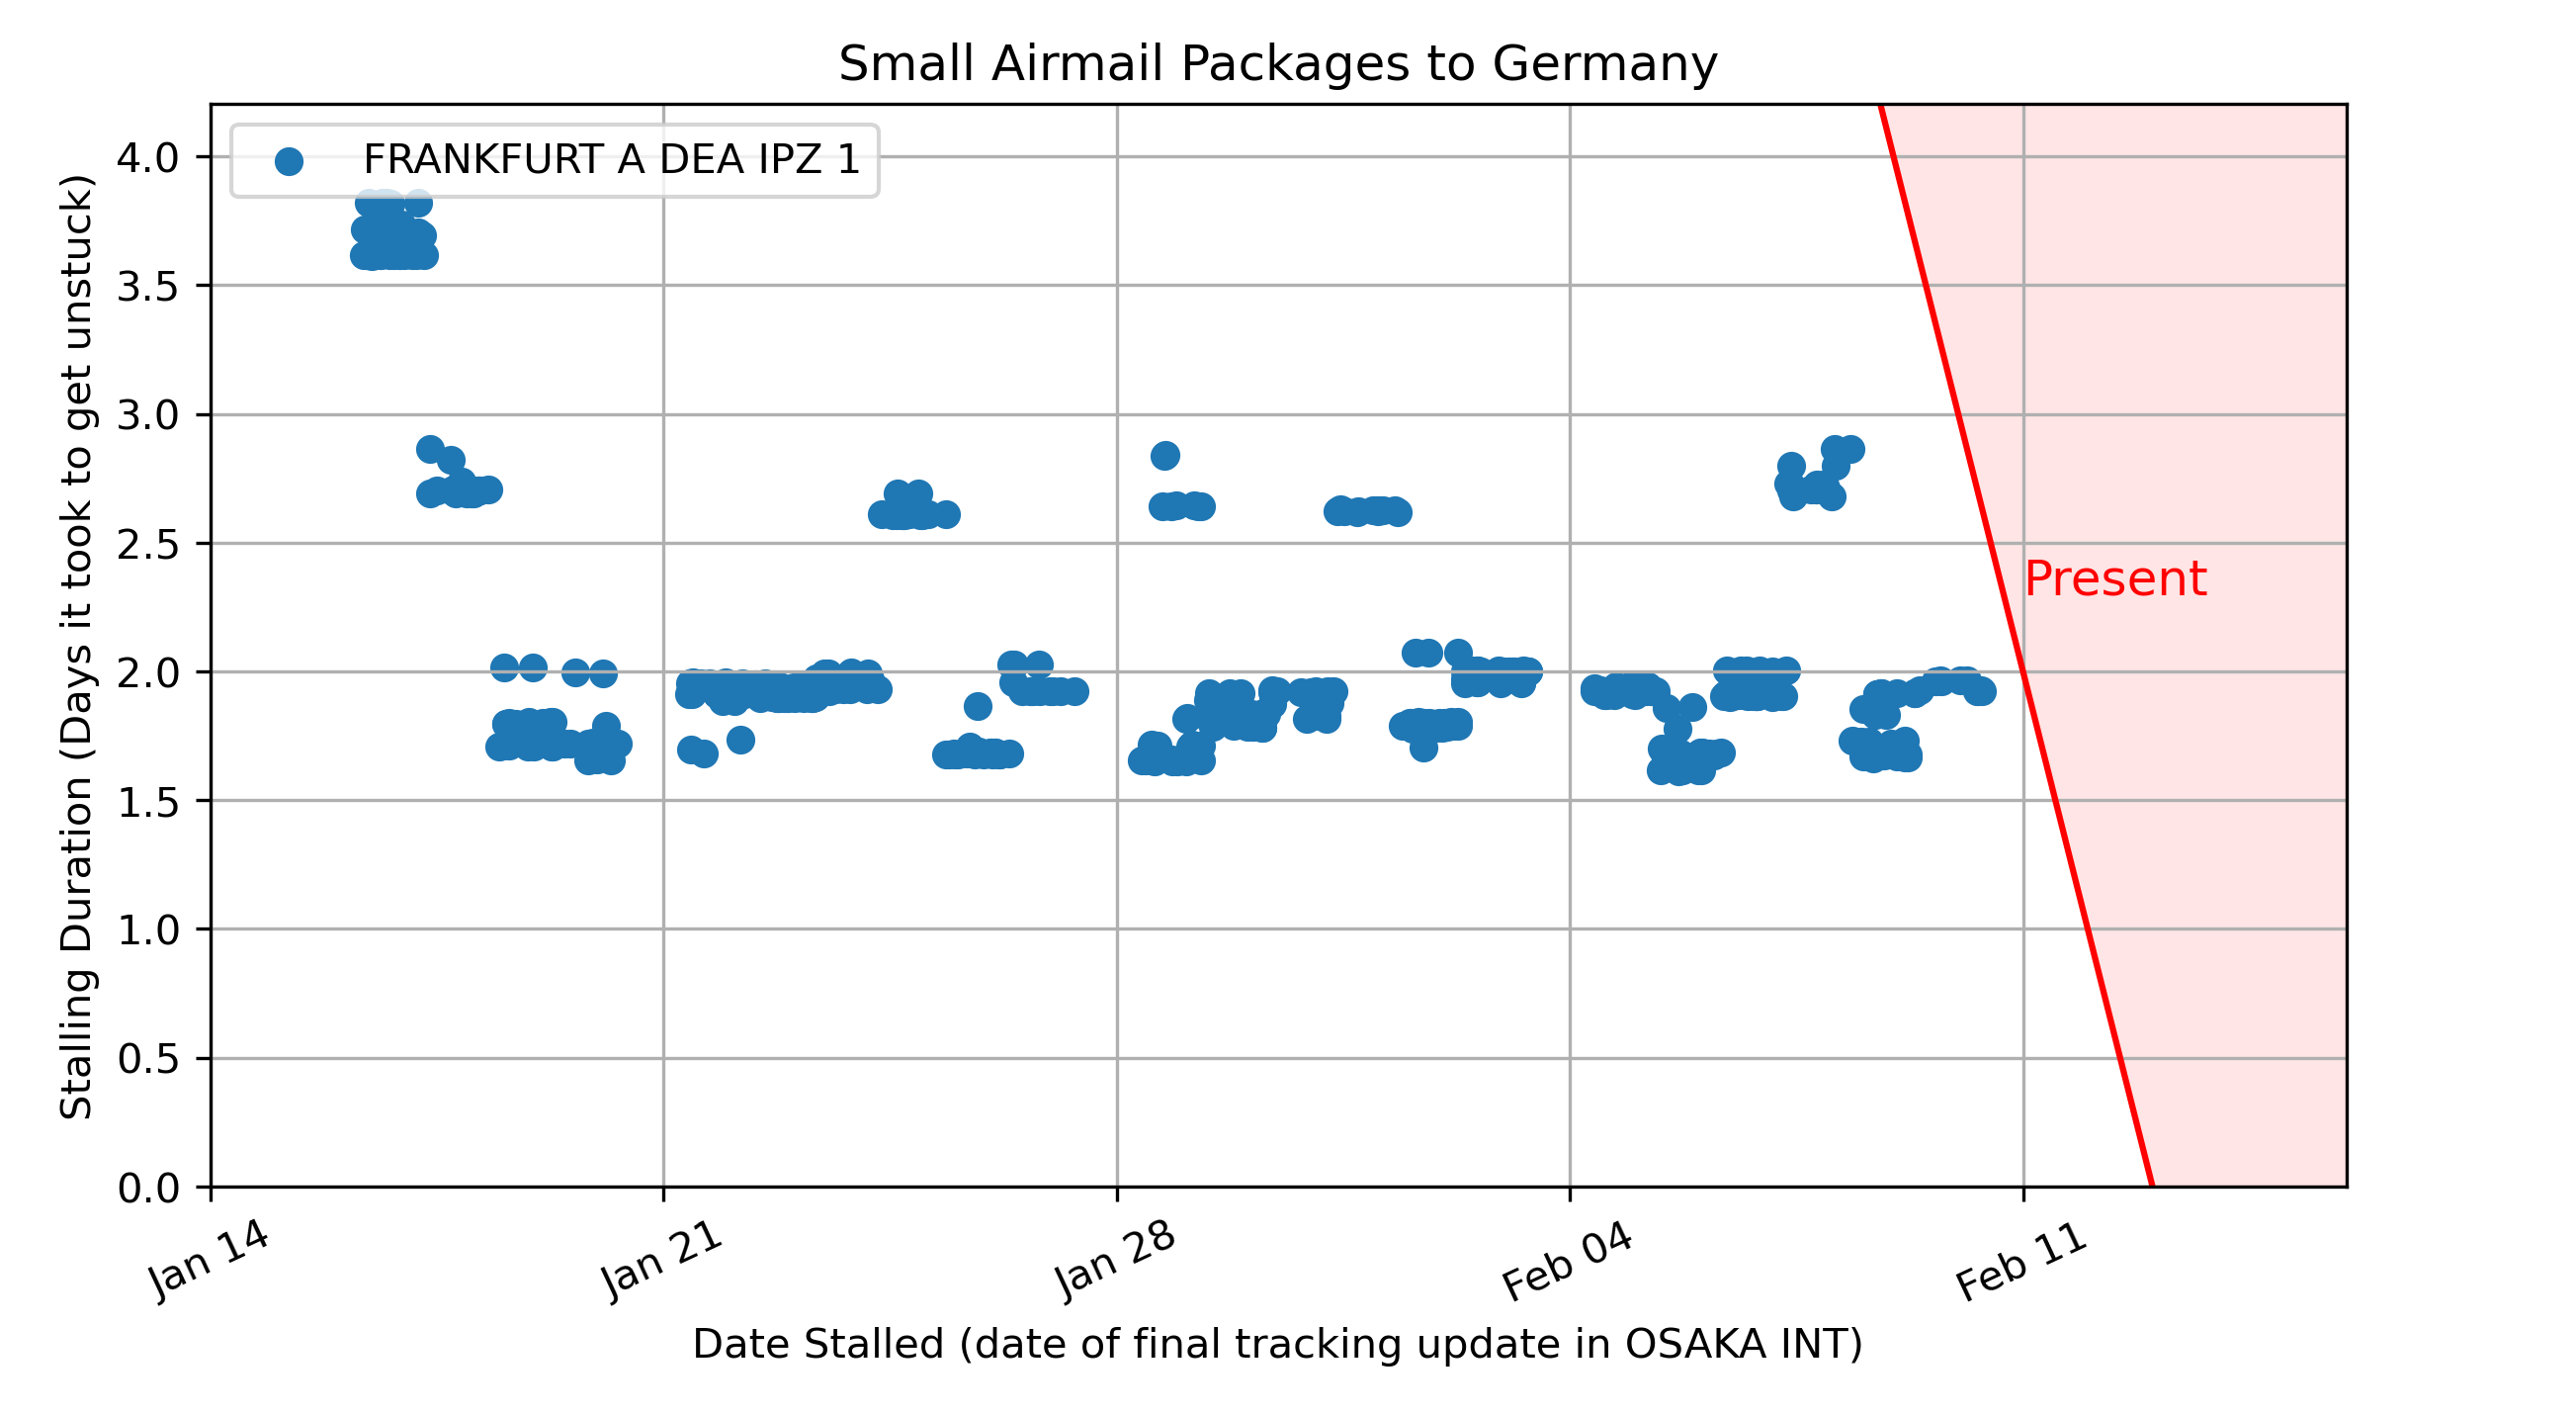 Small Airmail Packages to Germany
FRANKFURT A DEA IPZ 1
Stalling Duration (Days it took to get unstuck)
4.0
3.5
3.0
2.5
2.0
1.5
1.0
0.5
0.0
Present
Jan 14
Jan 21
Jan 28
Feb 04
Feb 11
Date Stalled (date of final tracking update in OSAKA INT)